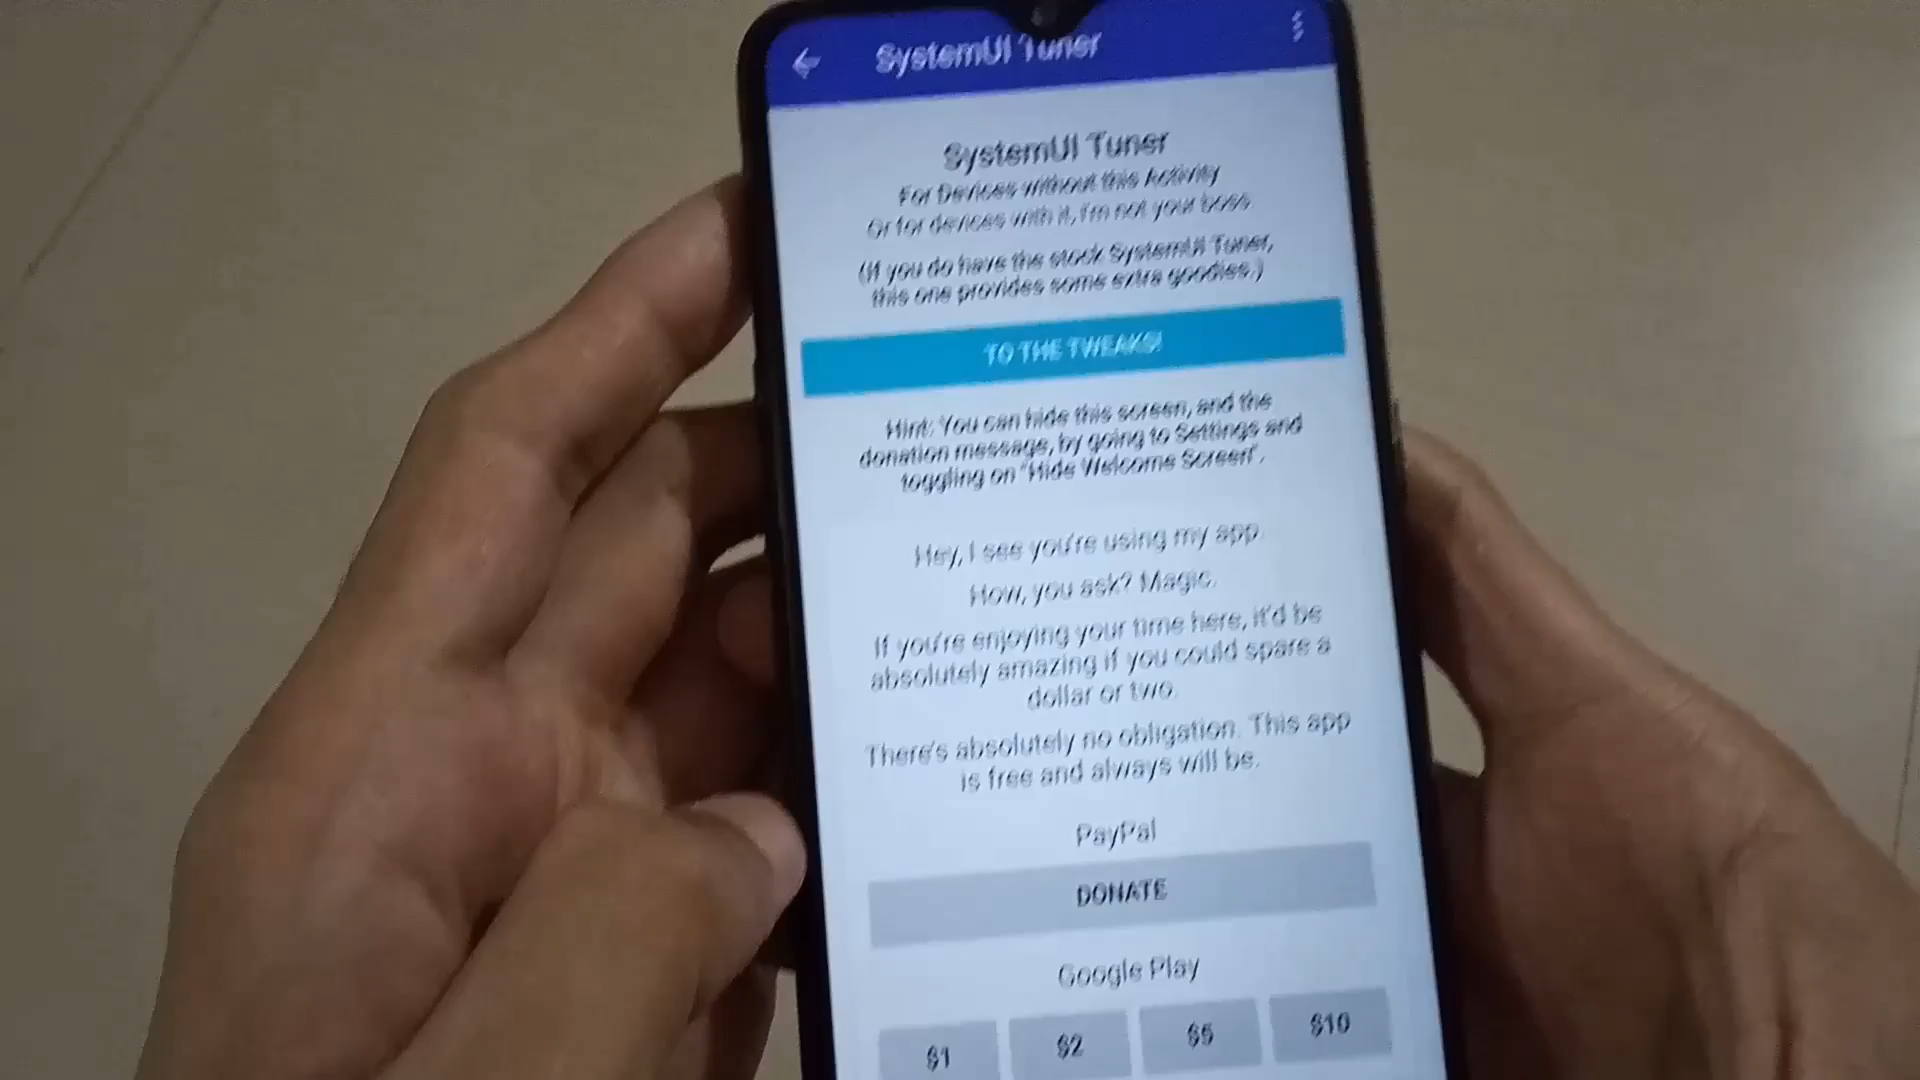 SystemUI Tuner
SystemUI Tuner
For Devices without this Activity
Or for devices with it, I'm not your boss
(If you do have the stock SystemUI Tuner,
this one provides some extra goodies.)
TO THE TWEAKS!
Hint: You can hide this screen, and the
donation message, by going to Settings and
toggling on "Hide Welcome Screen".
Hey, I see you're using my app.
How, you ask? Magic.
If you're enjoying your time here, it'd be
absolutely amazing if you could spare a
dollar or two.
There's absolutely no obligation. This app
is free and always will be.
PayPal
DONATE
Google Play
$1 $2 $5 $10